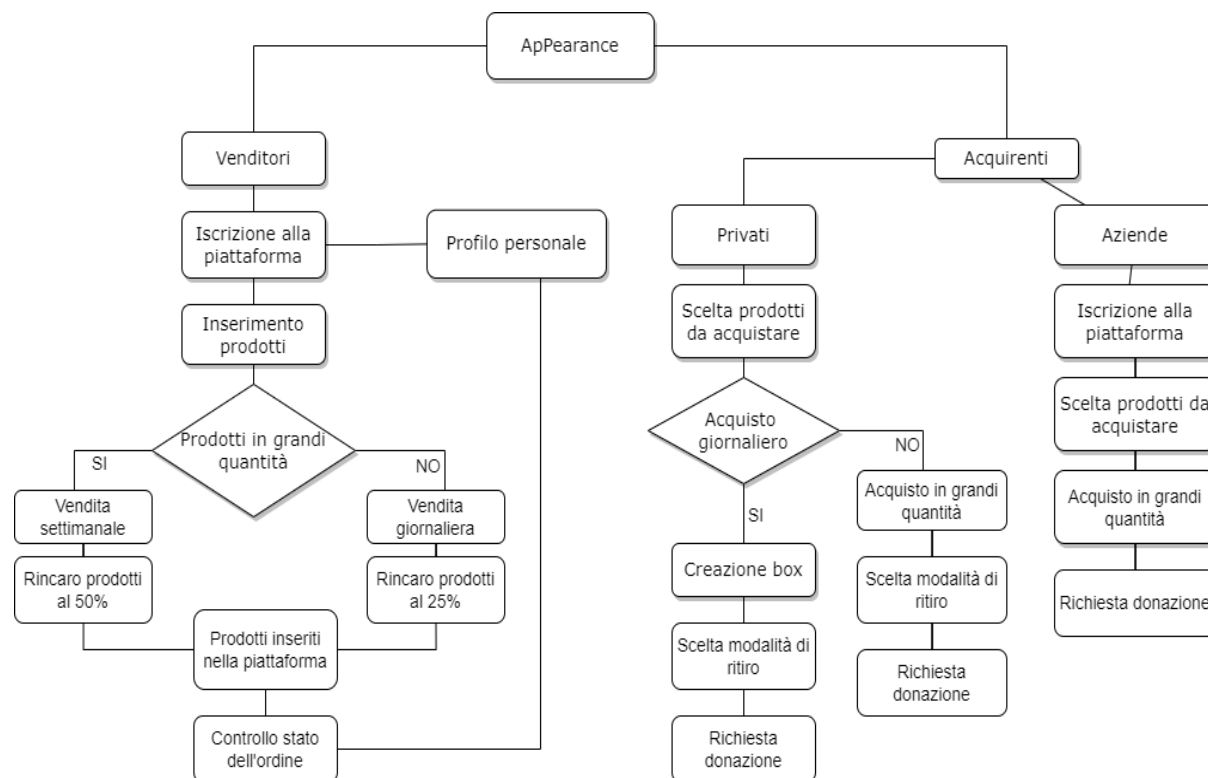 ApPearance
Venditori
Acquirenti
Iscrizione alla
piattaforma
Profilo personale
Privati
Aziende
Inserimento
prodotti
Scelta prodotti
da acquistare
Iscrizione alla
piattaforma
Prodotti in grandi
quantità
SI
NO
Acquisto
giornaliero
NO
SI
Scelta prodotti da
acquistare
Vendita
settimanale
Vendita
giornaliera
Acquisto in grandi
quantità
Acquisto in grandi
quantità
Rincaro prodotti
al 50%
Rincaro prodotti
al 25%
Creazione box
Scelta modalità di
ritiro
Richiesta donazione
Prodotti inseriti
nella piattaforma
Scelta modalità di
ritiro
Richiesta
donazione
Controllo stato
dell'ordine
Richiesta
donazione